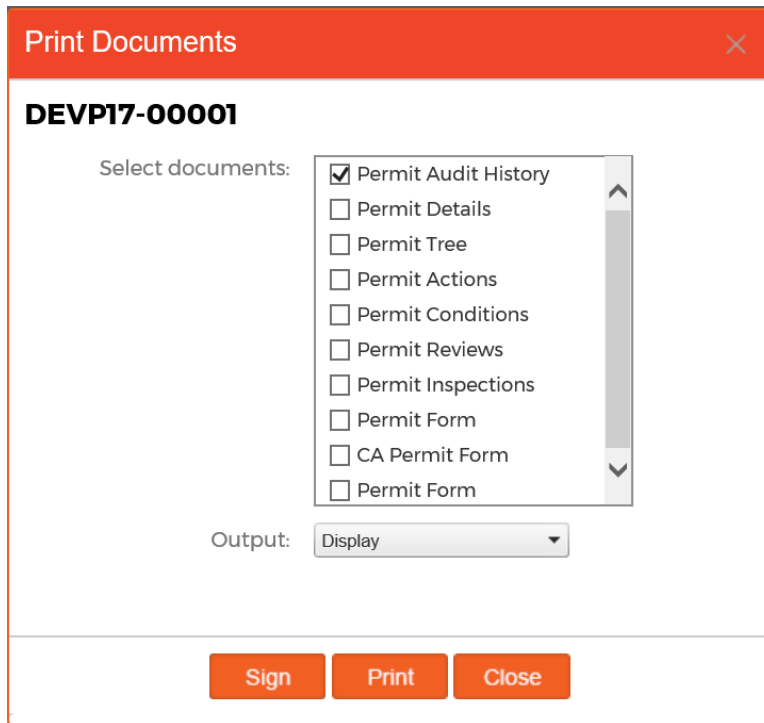 Print Documents
DEVP17-00001
Select documents:
Permit Audit History
Permit Details
Permit Tree
Permit Actions
Permit Conditions
Permit Reviews
Permit Inspections
Permit Form
CA Permit Form
Permit Form
Output: Display
Sign Print Close